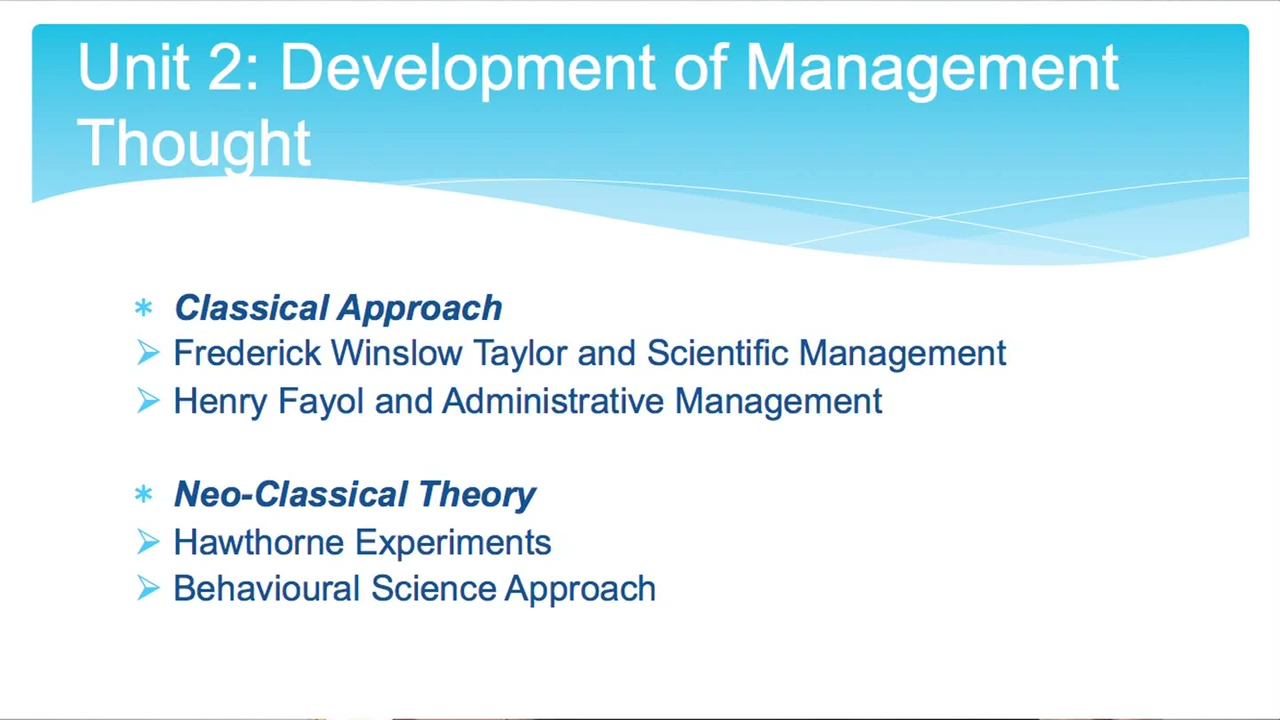 Unit 2: Development of Management
Thought
* Classical Approach
➢ Frederick Winslow Taylor and Scientific Management
➢ Henry Fayol and Administrative Management
* Neo-Classical Theory
➢ Hawthorne Experiments
➢ Behavioural Science Approach